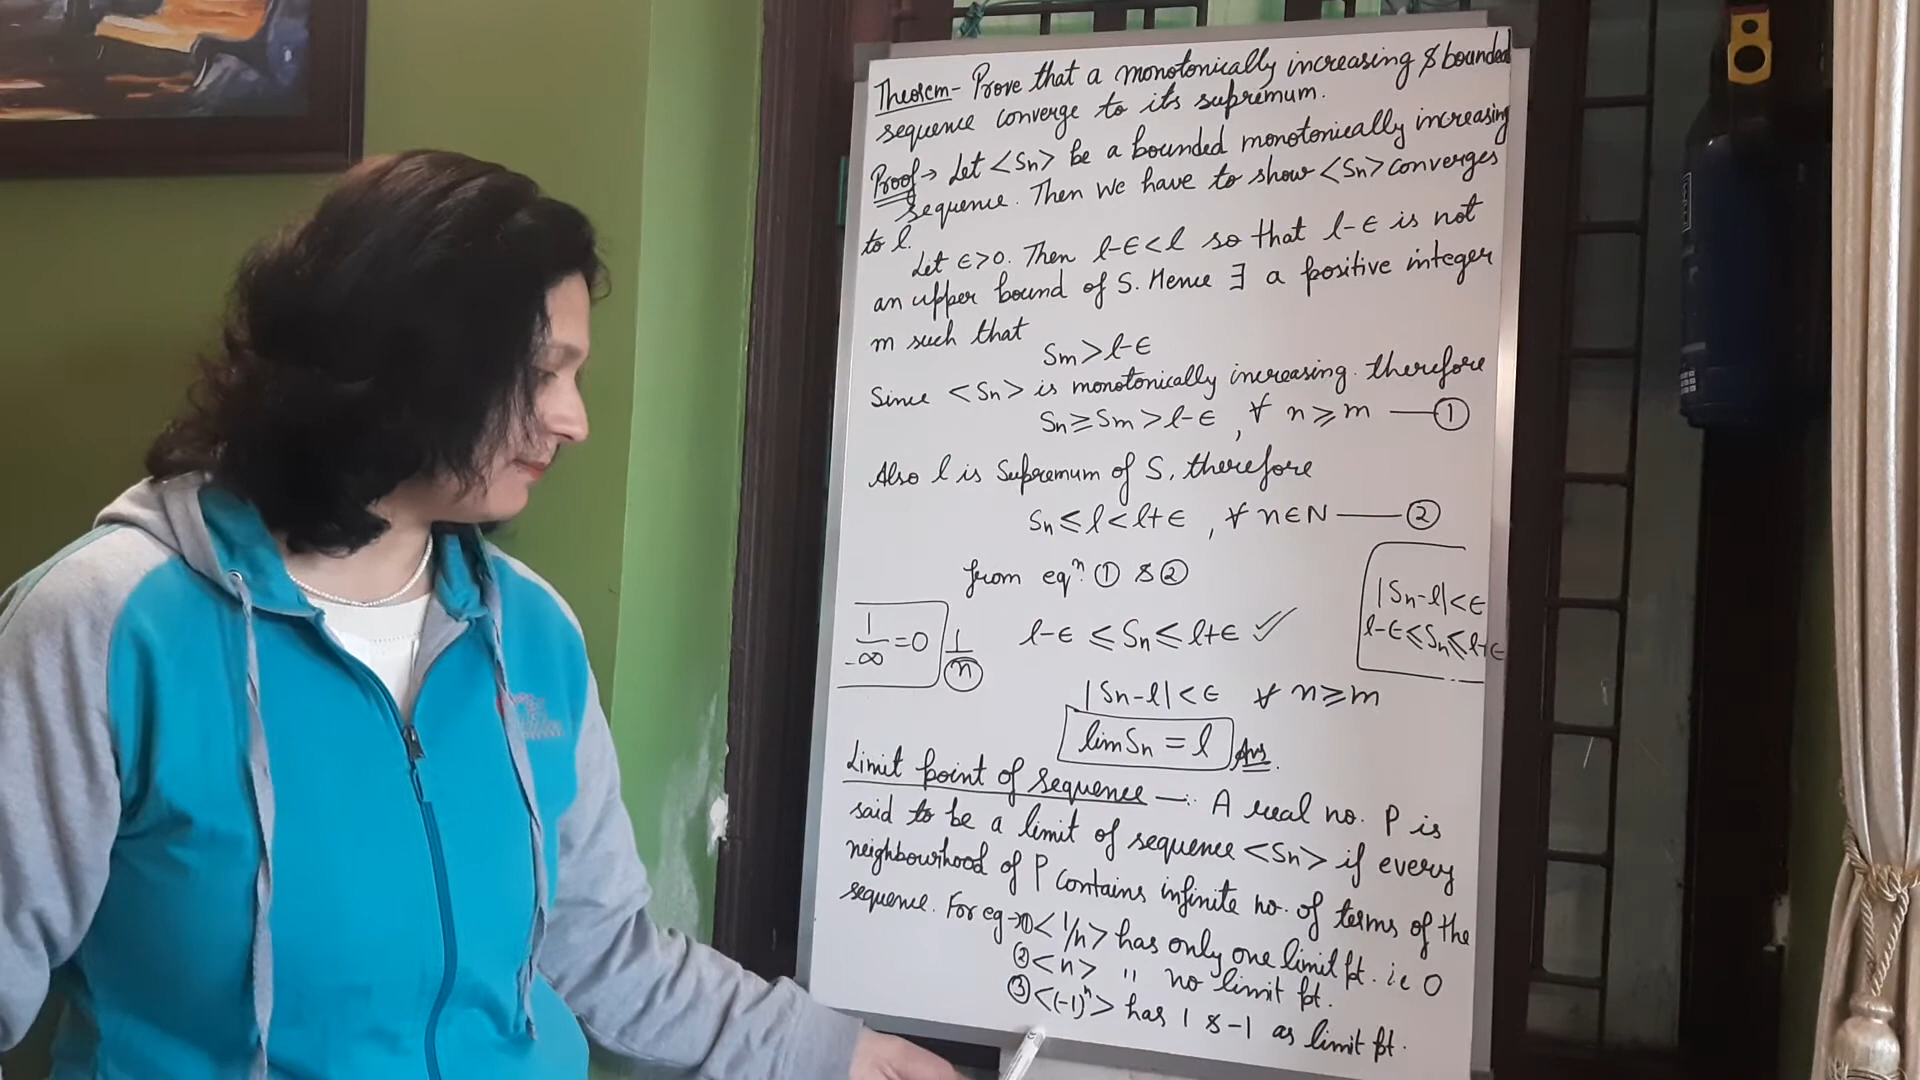 Theorem- Prove that a monotonically increasing & bounded
sequence converge to its supremum.
Proof → Let <Sn> be a bounded monotonically increasing
sequence. Then We have to show <Sn> converges
to l.
Let ϵ>0. Then l-ϵ<l so that l-ϵ is not
an upper bound of S. Hence ∃ a positive integer
m such that
Sm>l-ϵ
Since <Sn> is monotonically increasing. therefore
Sn≥Sm>l-ϵ, ∀ n≥m —①
Also l is Supremum of S, therefore
Sn≤l<l+ϵ, ∀ n∈N —②
from eqⁿ. ① & ②
|Sn-l|<ϵ
l-ϵ≤Sn≤l+ϵ
1/-∞ =0 1/n
l-ϵ ≤Sn≤ l+ϵ ✓
|Sn-l|<ϵ ∀ n≥m
lim Sn = l Ans.
Limit point of sequence —: A real no. P is
said to be a limit of sequence <Sn> if every
neighbourhood of P contains infinite no. of terms of the
sequence. For eg→① <1/n> has only one limit pt. i.e 0
② <n> " no limit pt.
③ <(-1)ⁿ> has 1 & -1 as limit pt.